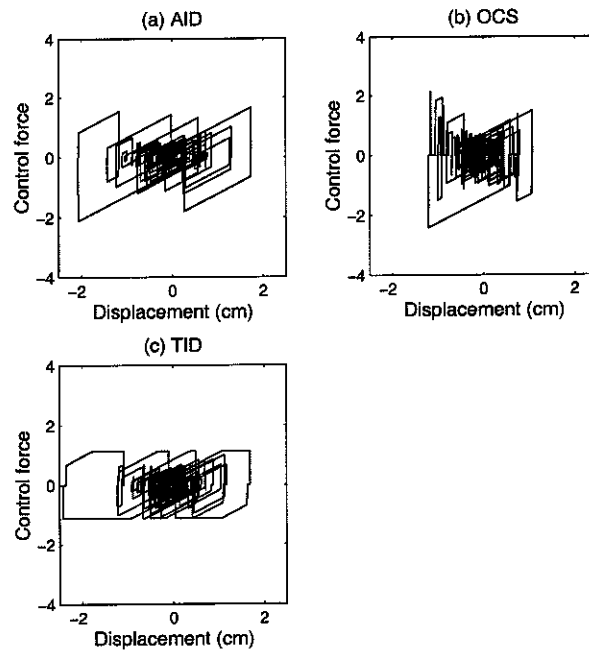 (a) AID
4
2
0
−2
−4
Control force
−2
0
2
Displacement (cm)
(b) OCS
4
2
0
−2
−4
Control force
−2
0
2
Displacement (cm)
(c) TID
4
2
0
−2
−4
Control force
−2
0
2
Displacement (cm)